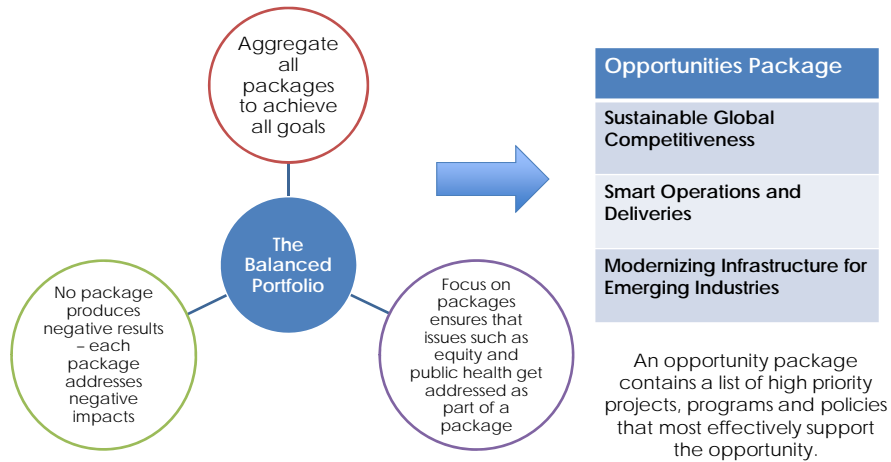 Aggregate
all
packages
to achieve
all goals
The
Balanced
Portfolio
No package
produces
negative results
– each
package
addresses
negative
impacts
Focus on
packages
ensures that
issues such as
equity and
public health get
addressed as
part of a
package
Opportunities Package
Sustainable Global
Competitiveness
Smart Operations and
Deliveries
Modernizing Infrastructure for
Emerging Industries
An opportunity package
contains a list of high priority
projects, programs and policies
that most effectively support
the opportunity.